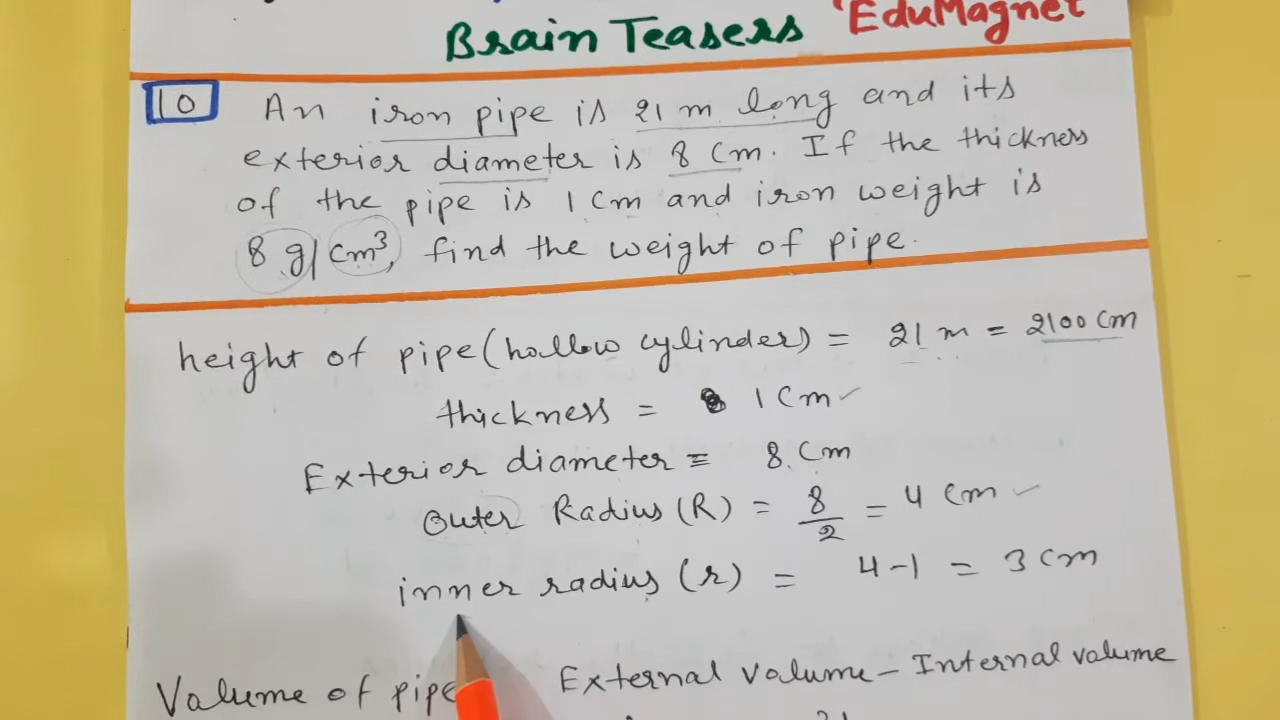 Brain Teasers 'EduMagnet
10 An iron pipe is 21 m long and its
exterior diameter is 8 cm. If the thickness
of the pipe is 1 cm and iron weight is
8 g/cm³, find the weight of pipe.
height of pipe (hollow cylinder) = 21 m = 2100 cm
thickness = 1 cm
Exterior diameter = 8 cm
Outer Radius (R) = 8/2 = 4 cm
inner radius (r) = 4-1 = 3 cm
Volume of pipe External volume - Internal volume